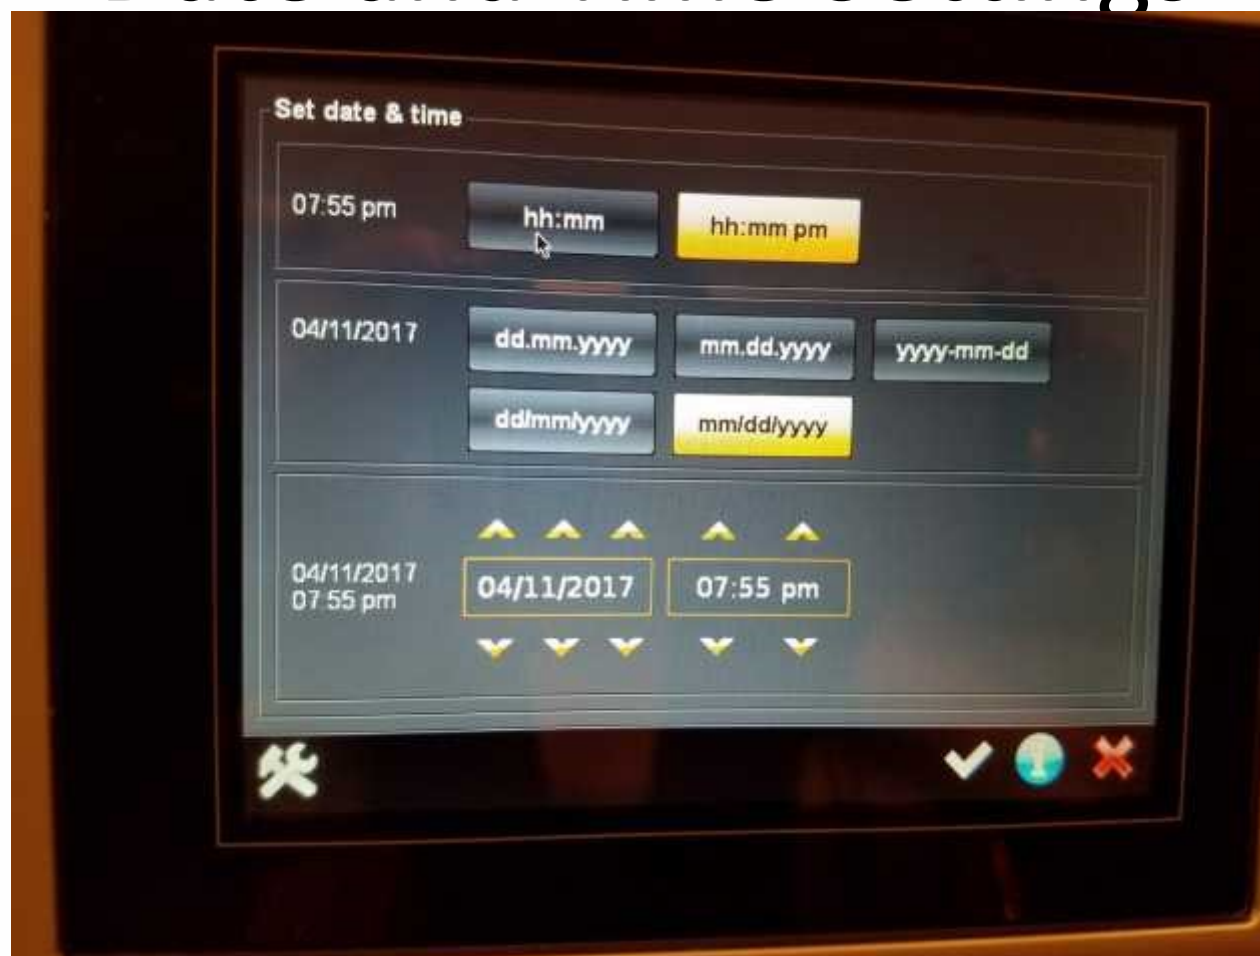 Set date & time
07:55 pm hh:mm hh:mm pm
04/11/2017 dd.mm.yyyy mm.dd.yyyy yyyy-mm-dd
dd/mm/yyyy mm/dd/yyyy
04/11/2017 04/11/2017 07:55 pm
07:55 pm